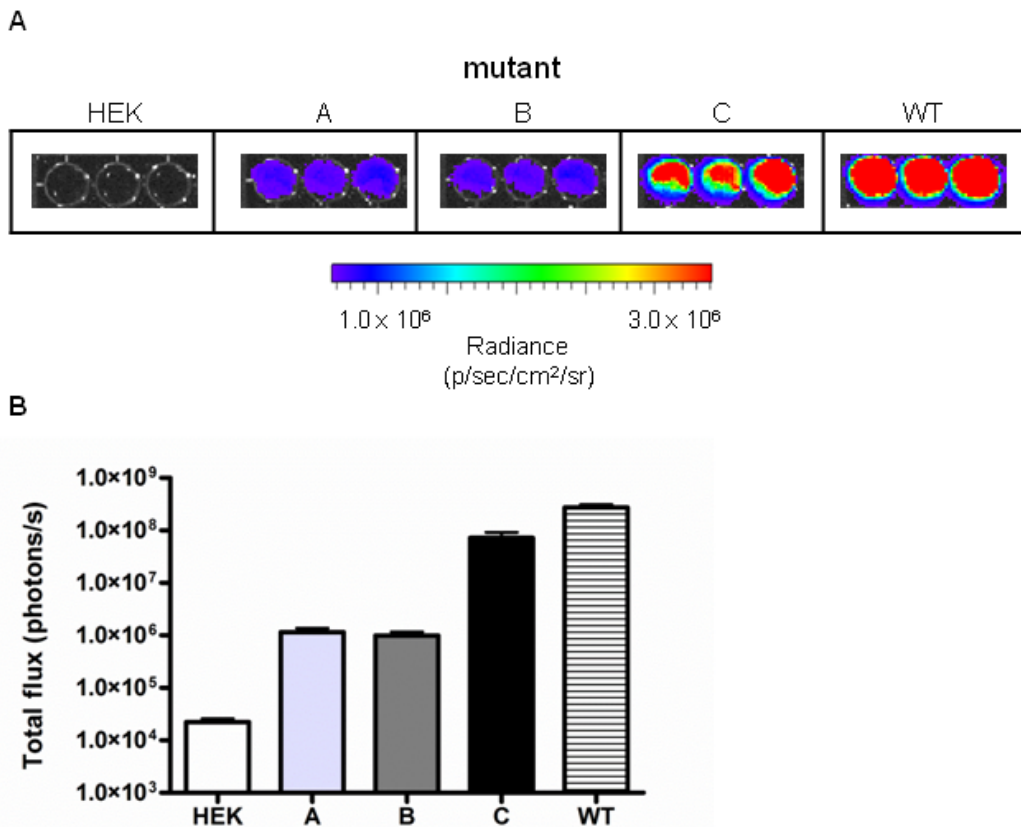 A
mutant
HEK A B C WT
1.0 x 10⁶ 3.0 x 10⁶
Radiance
(p/sec/cm²/sr)
B
Total flux (photons/s)
1.0×10⁹
1.0×10⁸
1.0×10⁷
1.0×10⁶
1.0×10⁵
1.0×10⁴
1.0×10³
HEK A B C WT